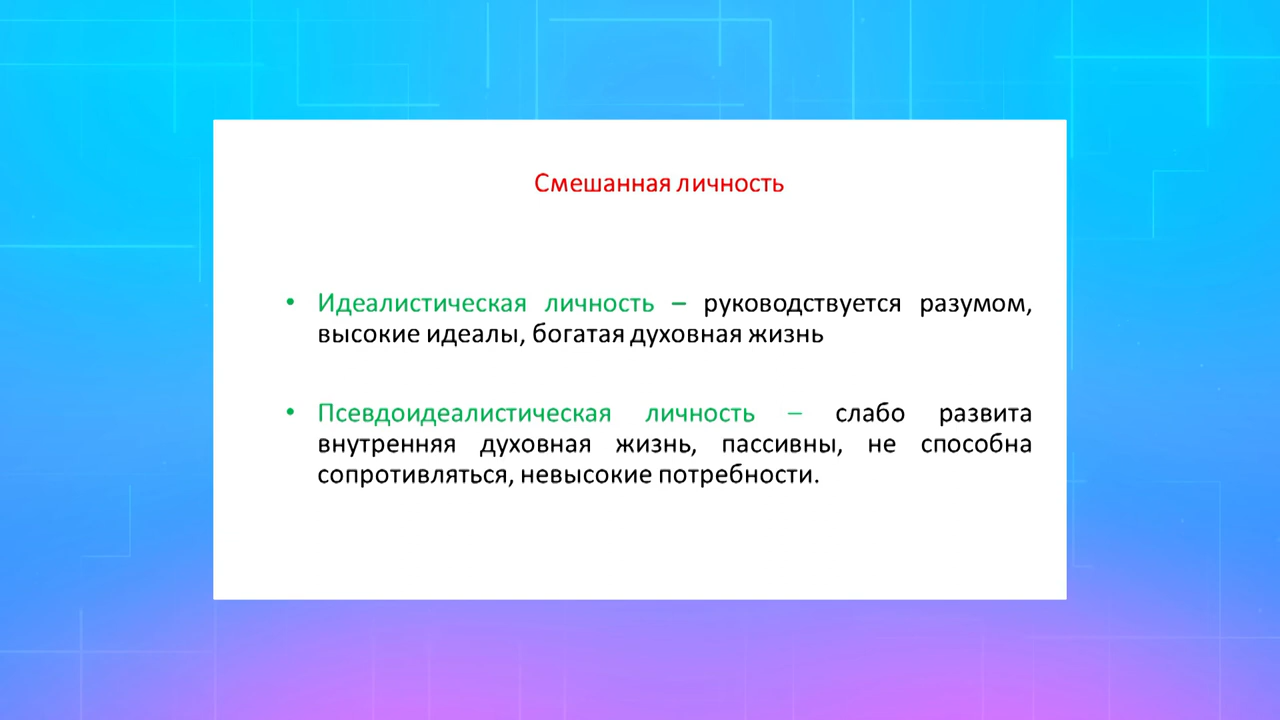 Смешанная личность
• Идеалистическая личность – руководствуется разумом,
высокие идеалы, богатая духовная жизнь
• Псевдоидеалистическая личность – слабо развита
внутренняя духовная жизнь, пассивны, не способна
сопротивляться, невысокие потребности.